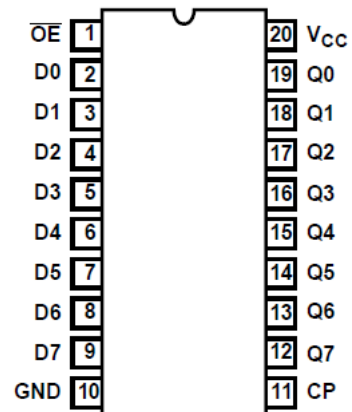 O̅E̅ 1 20 VCC
D0 2 19 Q0
D1 3 18 Q1
D2 4 17 Q2
D3 5 16 Q3
D4 6 15 Q4
D5 7 14 Q5
D6 8 13 Q6
D7 9 12 Q7
GND 10 11 CP